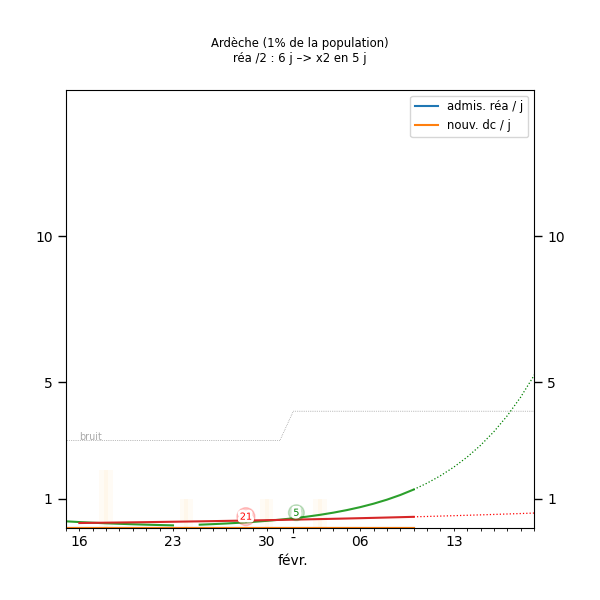 Ardèche (1% de la population)
réa /2 : 6 j –> x2 en 5 j
admis. réa / j
nouv. dc / j
10 10
5 5
bruit
1 1
21 5
16 23 30 - 06 13
févr.